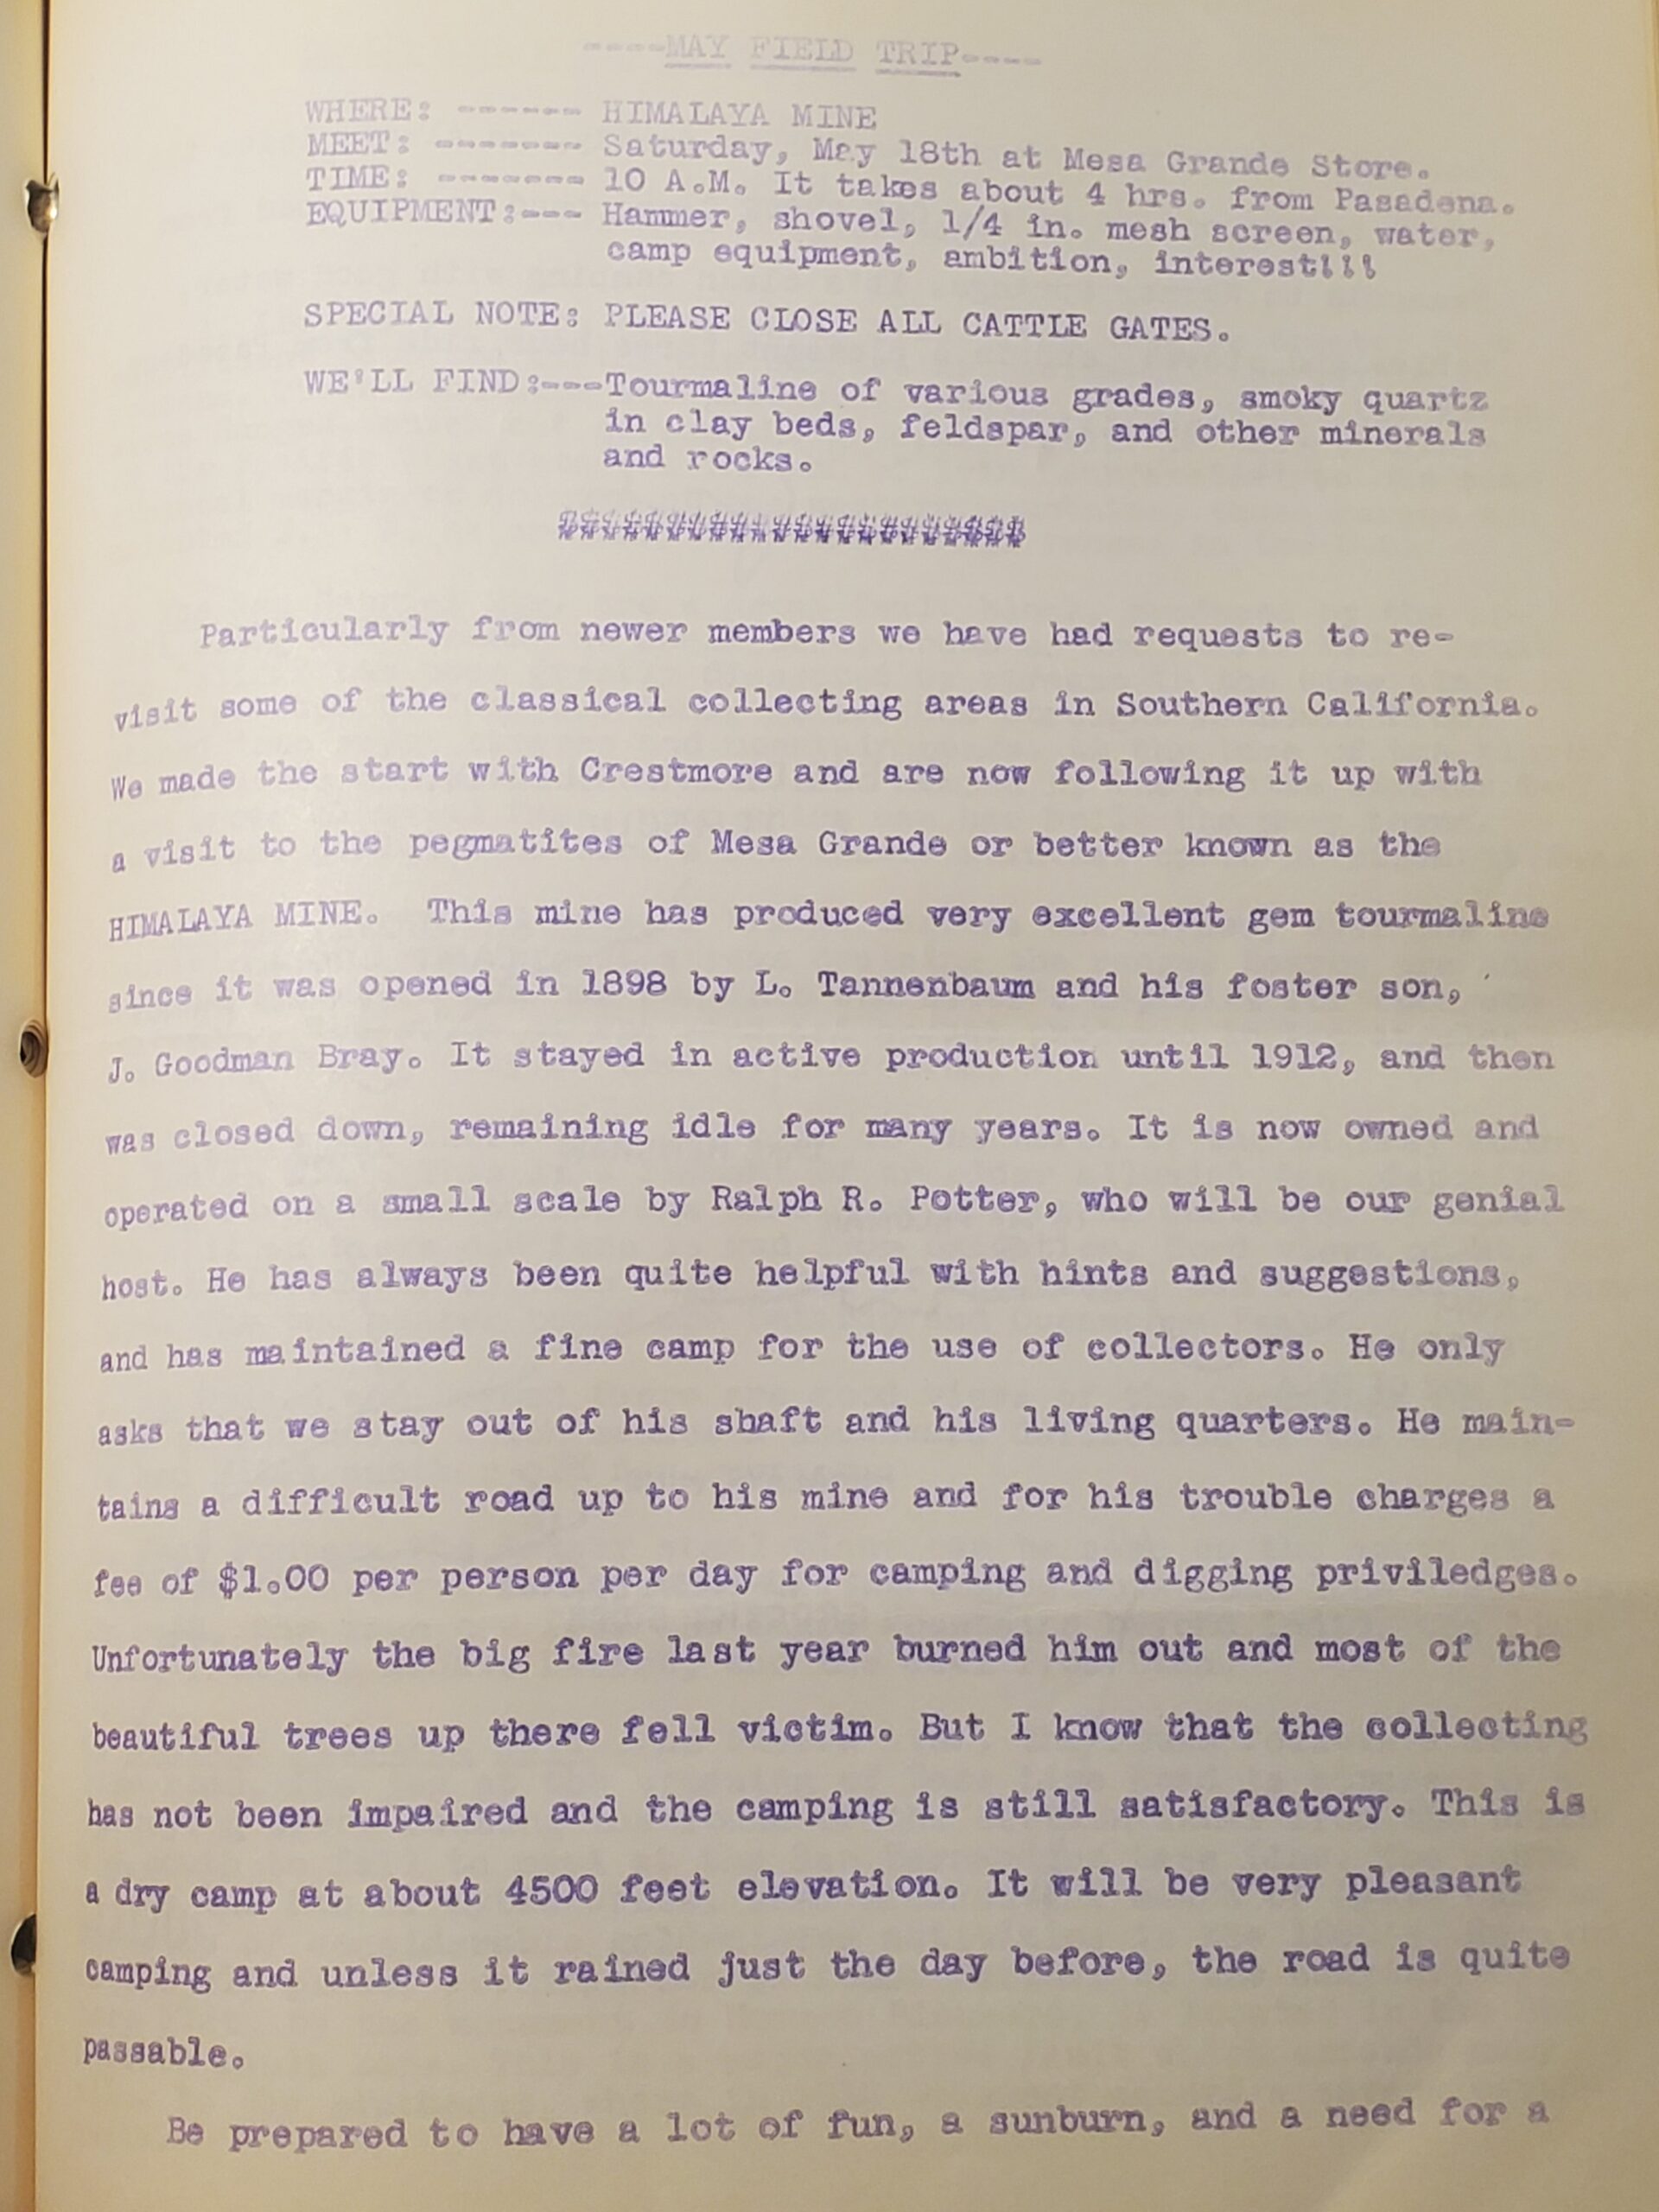 ----MAY FIELD TRIP----
WHERE: ------ HIMALAYA MINE
MEET: ------- Saturday, May 18th at Mesa Grande Store.
TIME: ------- 10 A.M. It takes about 4 hrs. from Pasadena.
EQUIPMENT:--- Hammer, shovel, 1/4 in. mesh screen, water,
camp equipment, ambition, interest!!!
SPECIAL NOTE: PLEASE CLOSE ALL CATTLE GATES.
WE'LL FIND:---Tourmaline of various grades, smoky quartz
in clay beds, feldspar, and other minerals
and rocks.
Particularly from newer members we have had requests to re-
visit some of the classical collecting areas in Southern California.
We made the start with Crestmore and are now following it up with
a visit to the pegmatites of Mesa Grande or better known as the
HIMALAYA MINE. This mine has produced very excellent gem tourmaline
since it was opened in 1898 by L. Tannenbaum and his foster son,
J. Goodman Bray. It stayed in active production until 1912, and then
was closed down, remaining idle for many years. It is now owned and
operated on a small scale by Ralph R. Potter, who will be our genial
host. He has always been quite helpful with hints and suggestions,
and has maintained a fine camp for the use of collectors. He only
asks that we stay out of his shaft and his living quarters. He main-
tains a difficult road up to his mine and for his trouble charges a
fee of $1.00 per person per day for camping and digging priviledges.
Unfortunately the big fire last year burned him out and most of the
beautiful trees up there fell victim. But I know that the collecting
has not been impaired and the camping is still satisfactory. This is
a dry camp at about 4500 feet elevation. It will be very pleasant
camping and unless it rained just the day before, the road is quite
passable.
Be prepared to have a lot of fun, a sunburn, and a need for a